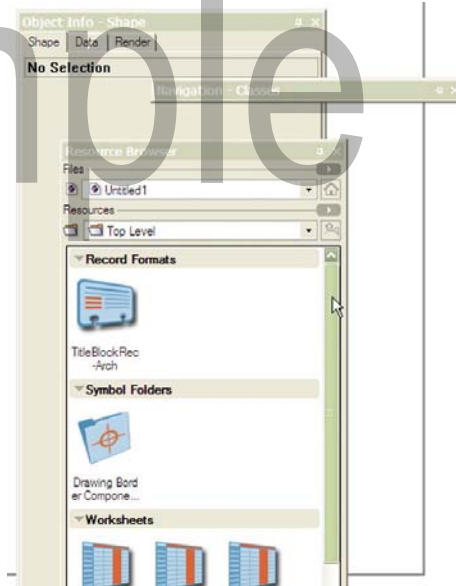 Object Info - Shape
Shape Data Render
No Selection
Navigation - Classes
Resource Browser
Files
Untitled1
Resources
Top Level
Record Formats
TitleBlockRec
-Arch
Symbol Folders
Drawing Bord
er Compone...
Worksheets